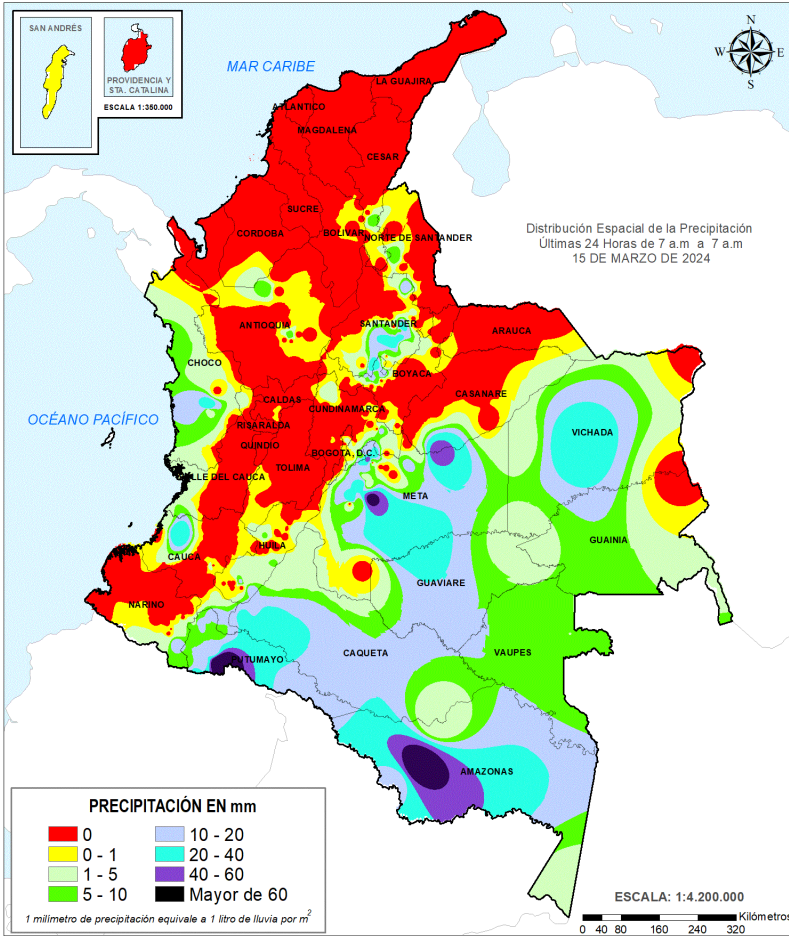 SAN ANDRÉS
PROVIDENCIA Y
STA. CATALINA
ESCALA 1:350.000
MAR CARIBE
N
W
E
S
LA GUAJIRA
ATLANTICO
MAGDALENA
CESAR
SUCRE
CORDOBA
BOLIVAR
NORTE DE SANTANDER
Distribución Espacial de la Precipitación
Últimas 24 Horas de 7 a.m a 7 a.m
15 DE MARZO DE 2024
ANTIOQUIA
SANTANDER
ARAUCA
CHOCO
BOYACA
CASANARE
CALDAS
CUNDINAMARCA
OCÉANO PACÍFICO
RISARALDA
VICHADA
QUINDIO
BOGOTA, D.C.
TOLIMA
LLE DEL CAUCA
META
GUAINIA
CAUCA
HUILA
GUAVIARE
NARIÑO
CAQUETA
VAUPES
UTUMAYO
AMAZONAS
PRECIPITACIÓN EN mm
0
0 - 1
1 - 5
5 - 10
10 - 20
20 - 40
40 - 60
Mayor de 60
1 milímetro de precipitación equivale a 1 litro de lluvia por m2
ESCALA: 1:4.200.000
Kilómetros
0 40 80 160 240 320